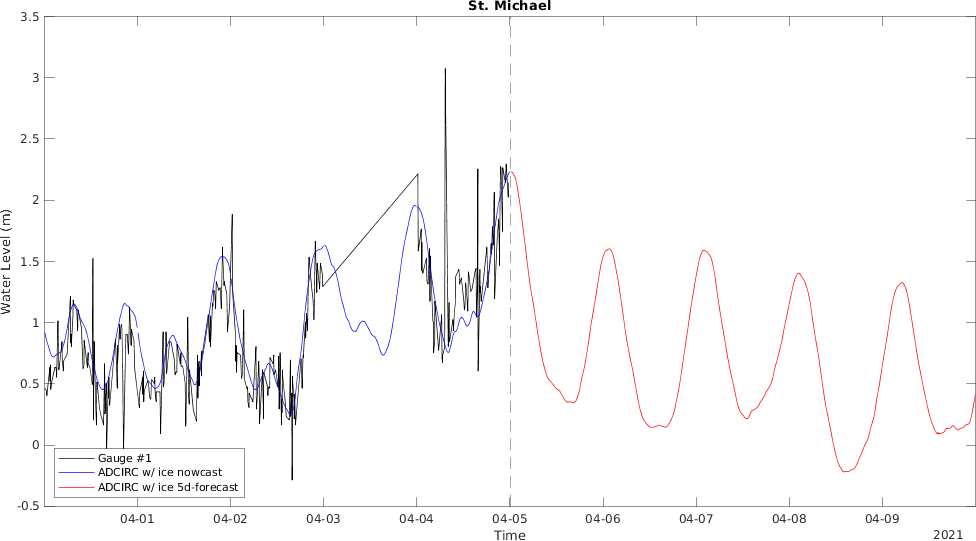 St. Michael
3.5
3
2.5
2
1.5
1
0.5
0
-0.5
Water Level (m)
Gauge #1
ADCIRC w/ ice nowcast
ADCIRC w/ ice 5d-forecast
04-01 04-02 04-03 04-04 04-05 04-06 04-07 04-08 04-09
Time
2021